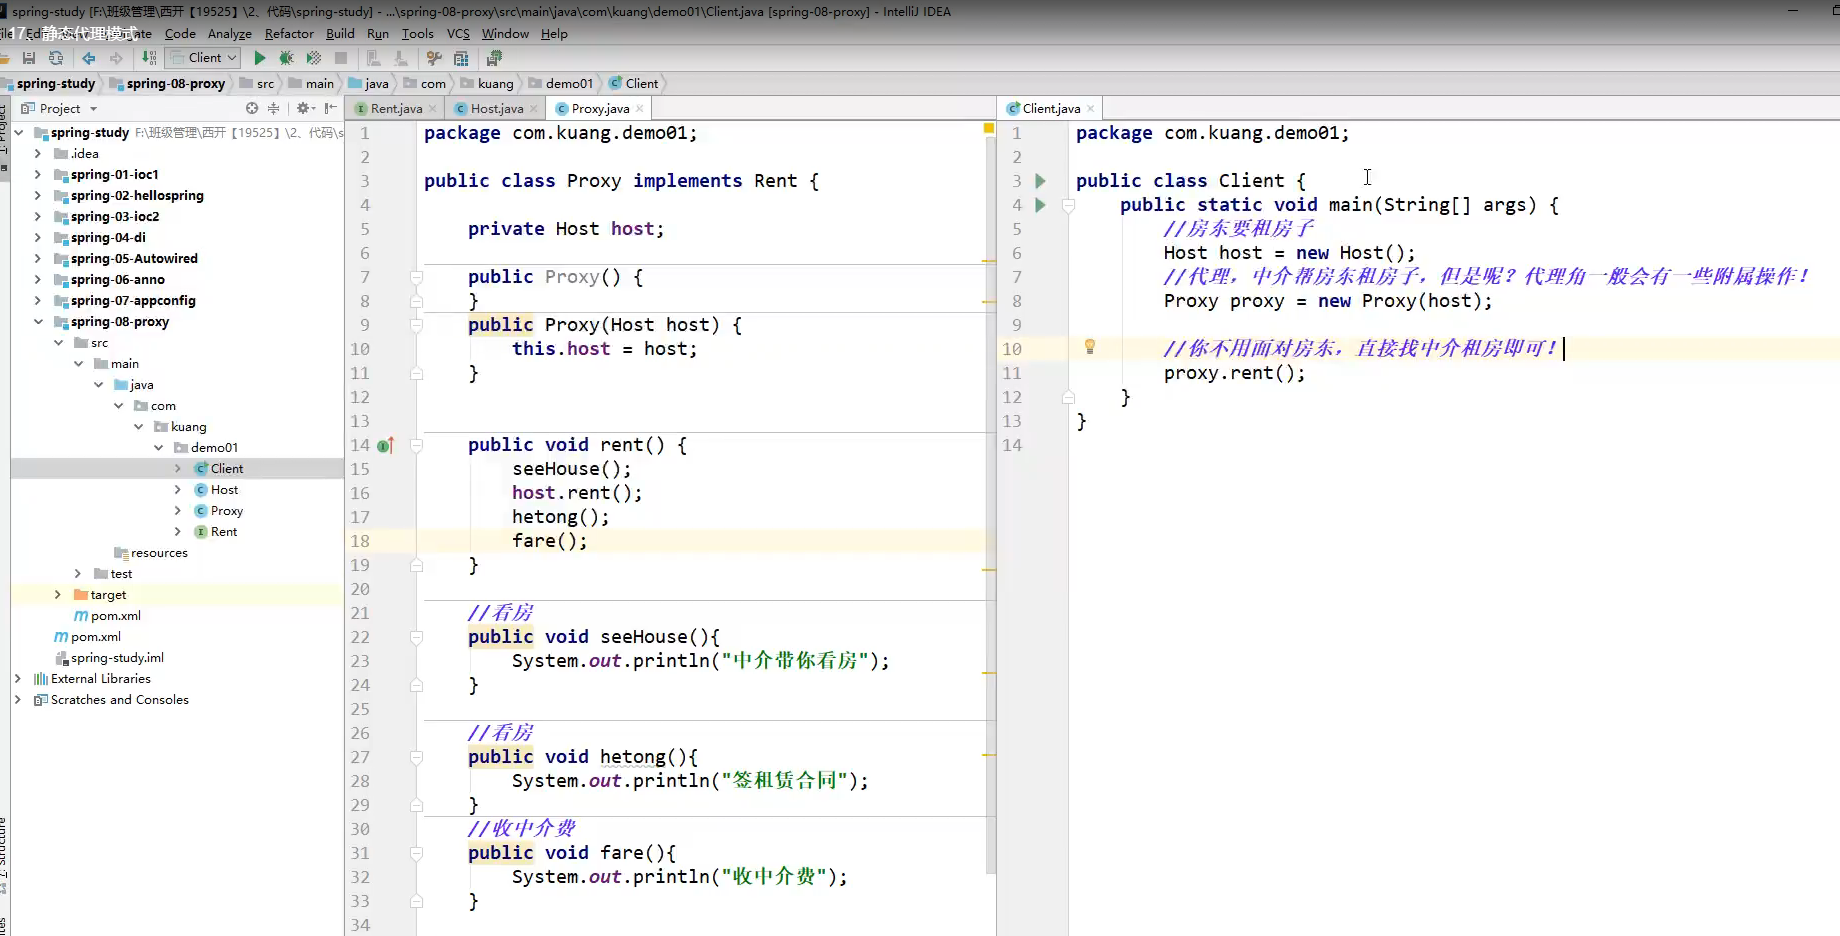 spring-study [F:\班级管理\西开【19525】\2、代码\spring-study] - ...\spring-08-proxy\src\main\java\com\kuang\demo01\Client.java [spring-08-proxy] - IntelliJ IDEA
17、静态代理模式
Code Analyze Refactor Build Run Tools VCS Window Help
Client
spring-study spring-08-proxy src main java com kuang demo01 Client
Project
Rent.java Host.java Proxy.java
Client.java
spring-study F:\班级管理\西开【19525】\2、代码\s
.idea
spring-01-ioc1
spring-02-hellospring
spring-03-ioc2
spring-04-di
spring-05-Autowired
spring-06-anno
spring-07-appconfig
spring-08-proxy
src
main
java
com
kuang
demo01
Client
Host
Proxy
Rent
resources
test
target
pom.xml
pom.xml
spring-study.iml
External Libraries
Scratches and Consoles
1 package com.kuang.demo01;
2
3 public class Proxy implements Rent {
4
5 private Host host;
6
7 public Proxy() {
8 }
9 public Proxy(Host host) {
10 this.host = host;
11 }
12
13
14 public void rent() {
15 seeHouse();
16 host.rent();
17 hetong();
18 fare();
19 }
20
21 //看房
22 public void seeHouse(){
23 System.out.println("中介带你看房");
24 }
25
26 //看房
27 public void hetong(){
28 System.out.println("签租赁合同");
29 }
30 //收中介费
31 public void fare(){
32 System.out.println("收中介费");
33 }
34
1 package com.kuang.demo01;
2
3 public class Client {
4 public static void main(String[] args) {
5 //房东要租房子
6 Host host = new Host();
7 //代理，中介帮房东租房子，但是呢？代理角一般会有一些附属操作！
8 Proxy proxy = new Proxy(host);
9
10 //你不用面对房东，直接找中介租房即可！
11 proxy.rent();
12 }
13 }
14